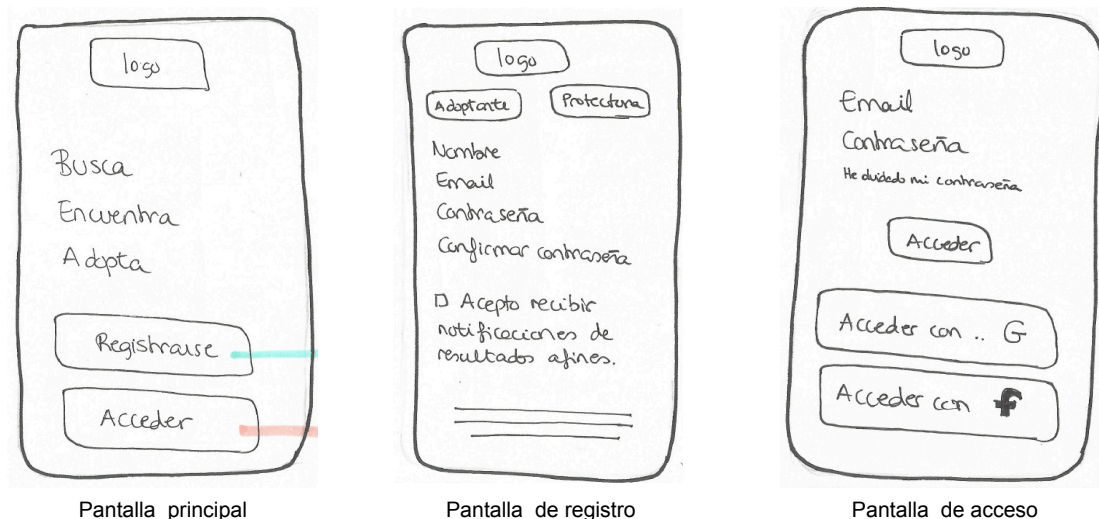 logo
Busca
Encuentra
Adopta
Registrarse
Acceder
Pantalla principal
logo
Adoptante Protectora
Nombre
Email
Contraseña
Confirmar contraseña
Acepto recibir
notificaciones de
resultados afines.
Pantalla de registro
logo
Email
Contraseña
He olvidado mi contraseña
Acceder
Acceder con .. G
Acceder con f
Pantalla de acceso